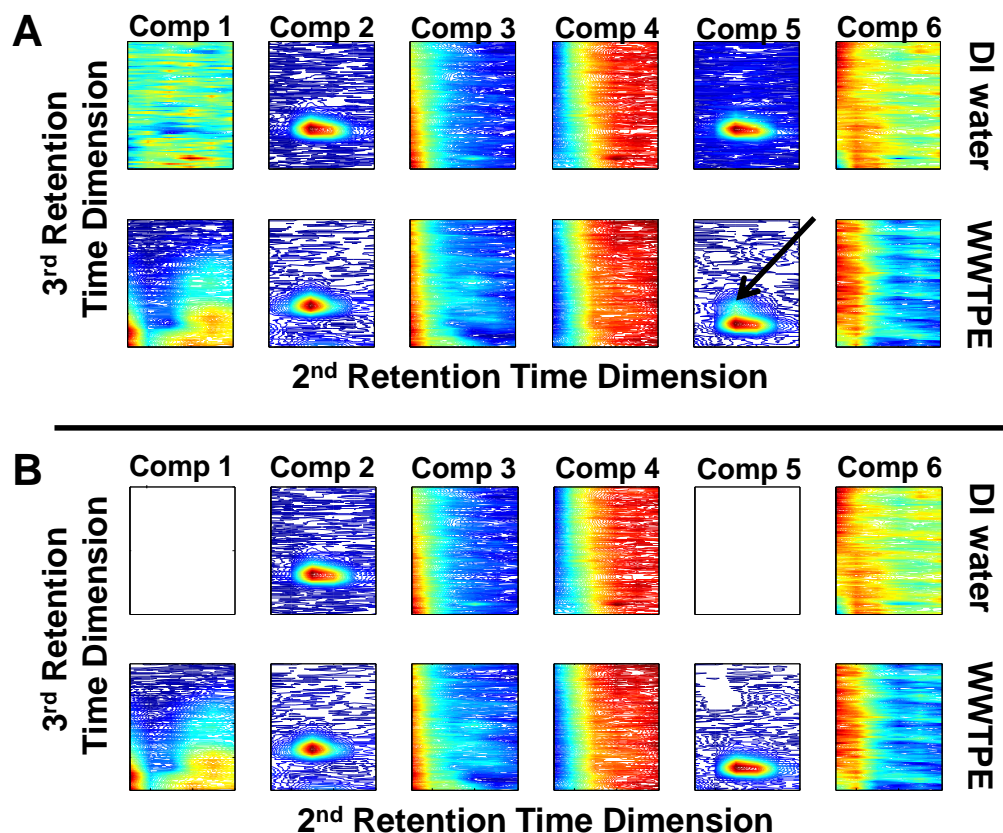 A
Comp 1 Comp 2 Comp 3 Comp 4 Comp 5 Comp 6
3rd Retention
Time Dimension
DI water
WWTPE
2nd Retention Time Dimension
B
Comp 1 Comp 2 Comp 3 Comp 4 Comp 5 Comp 6
3rd Retention
Time Dimension
DI water
WWTPE
2nd Retention Time Dimension